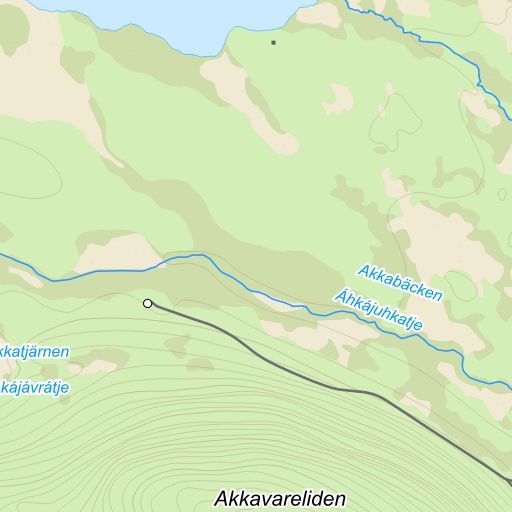 Akkabäcken
Áhkájuhkatje
kkatjärnen
kájávrátje
Akkavareliden